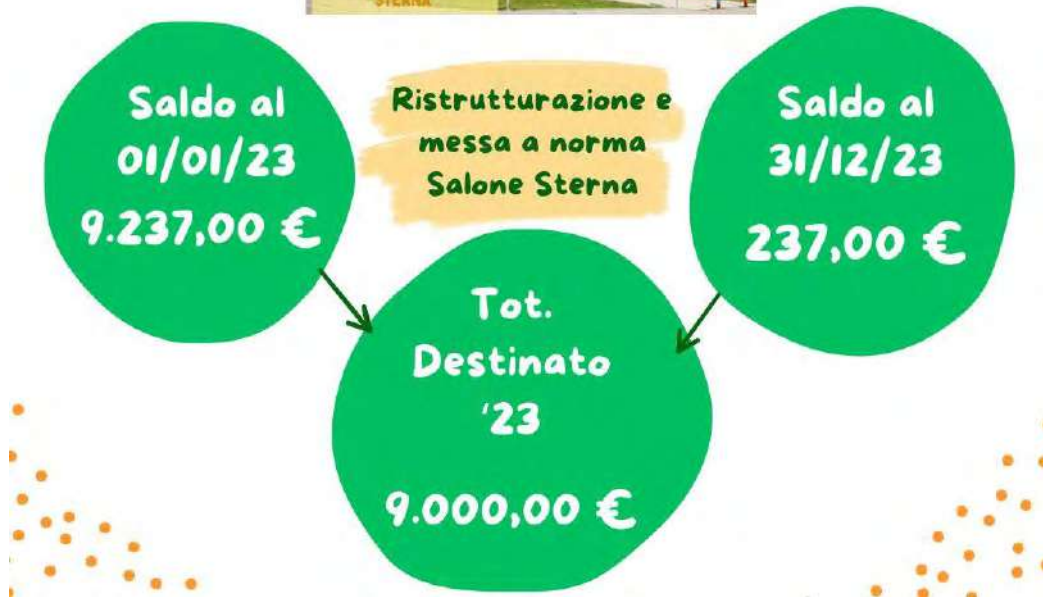 STERNA
Saldo al
01/01/23
9.237,00 €
Ristrutturazione e
messa a norma
Salone Sterna
Saldo al
31/12/23
237,00 €
Tot.
Destinato
'23
9.000,00 €